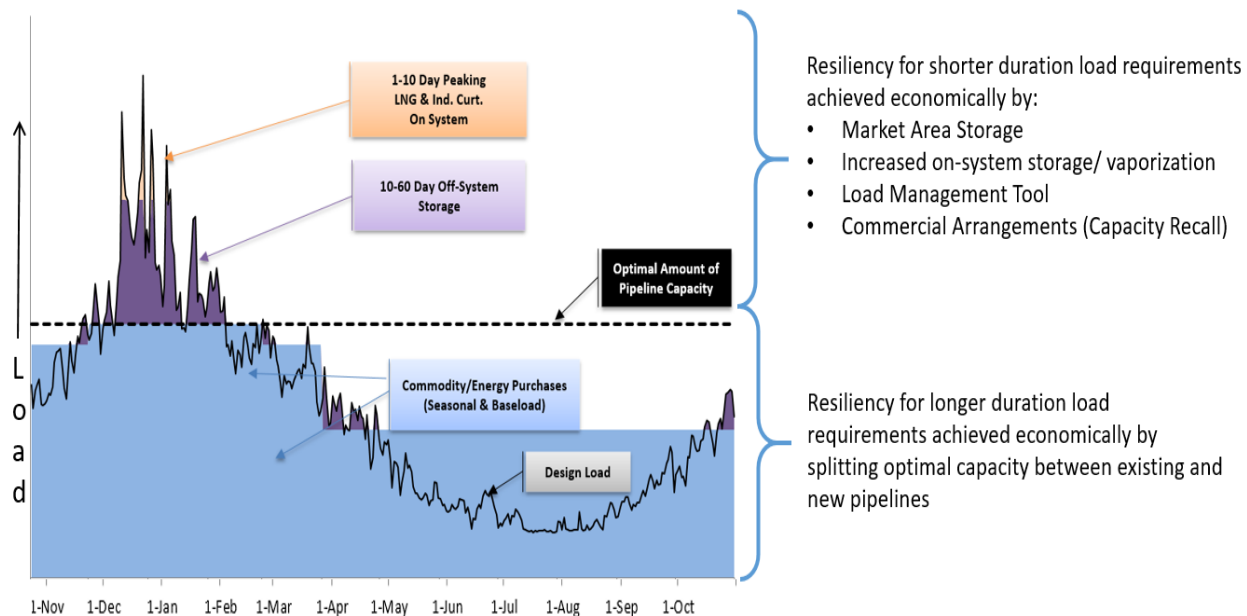 1-10 Day Peaking
LNG & Ind. Curt.
On System
10-60 Day Off-System
Storage
Optimal Amount of
Pipeline Capacity
Commodity/Energy Purchases
(Seasonal & Baseload)
Design Load
Load
1-Nov 1-Dec 1-Jan 1-Feb 1-Mar 1-Apr 1-May 1-Jun 1-Jul 1-Aug 1-Sep 1-Oct
Resiliency for shorter duration load requirements
achieved economically by:
• Market Area Storage
• Increased on-system storage/ vaporization
• Load Management Tool
• Commercial Arrangements (Capacity Recall)
Resiliency for longer duration load
requirements achieved economically by
splitting optimal capacity between existing and
new pipelines